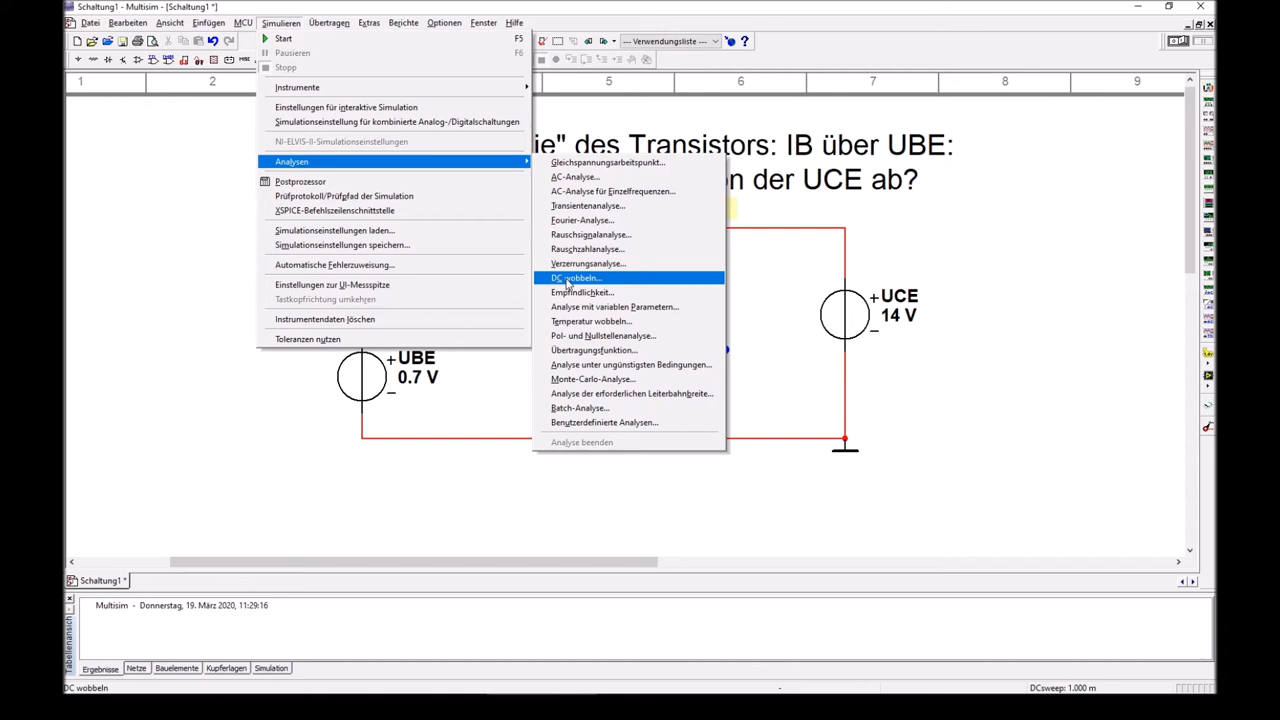 Schaltung1 - Multisim - [Schaltung1 *]
Datei Bearbeiten Ansicht Einfügen MCU Simulieren Übertragen Extras Berichte Optionen Fenster Hilfe
--- Verwendungsliste ---
Start F5
Pausieren F6
Stopp
Instrumente
Einstellungen für interaktive Simulation
Simulationseinstellung für kombinierte Analog-/Digitalschaltungen
NI-ELVIS-II-Simulationseinstellungen
Analysen
Postprozessor
Prüfprotokoll/Prüfpfad der Simulation
XSPICE-Befehlszeilenschnittstelle
Simulationseinstellungen laden...
Simulationseinstellungen speichern...
Automatische Fehlerzuweisung...
Einstellungen zur UI-Messspitze
Tastkopfrichtung umkehren
Instrumentendaten löschen
Toleranzen nutzen
Gleichspannungsarbeitspunkt...
AC-Analyse...
AC-Analyse für Einzelfrequenzen...
Transientenanalyse...
Fourier-Analyse...
Rauschsignalanalyse...
Rauschzahlanalyse...
Verzerrungsanalyse...
DC wobbeln...
Empfindlichkeit...
Analyse mit variablen Parametern...
Temperatur wobbeln...
Pol- und Nullstellenanalyse...
Übertragungsfunktion...
Analyse unter ungünstigsten Bedingungen...
Monte-Carlo-Analyse...
Analyse der erforderlichen Leiterbahnbreite...
Batch-Analyse...
Benutzerdefinierte Analysen...
Analyse beenden
1 2 5 6 7 8 9
ie" des Transistors: IB über UBE:
n der UCE ab?
UCE
14 V
UBE
0.7 V
Schaltung1 *
Multisim - Donnerstag, 19. März 2020, 11:29:16
Tabellenansicht
Ergebnisse Netze Bauelemente Kupferlagen Simulation
DC wobbeln - DCsweep: 1.000 m